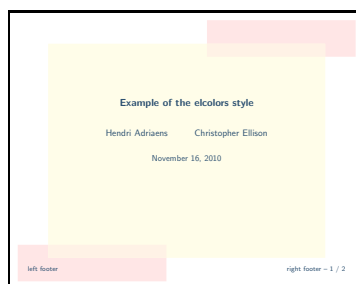 Example of the elcolors style
Hendri Adriaens Christopher Ellison
November 16, 2010
left footer
right footer – 1 / 2